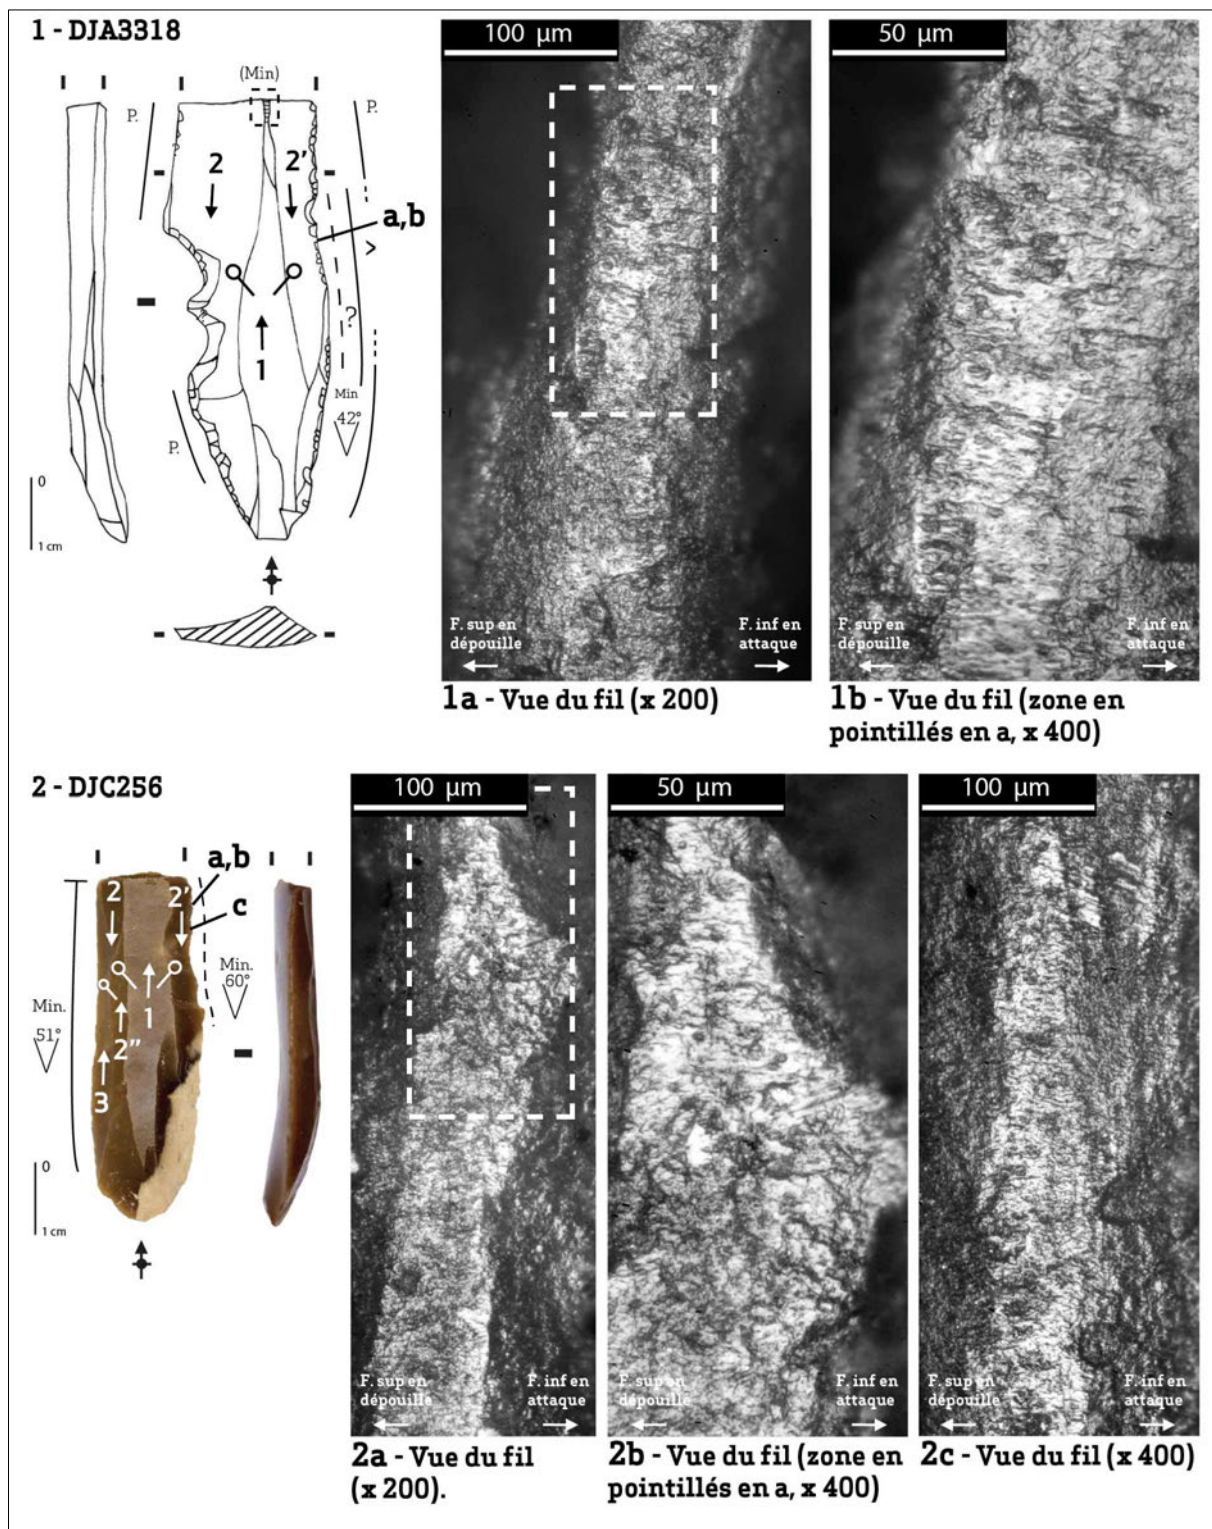 1 - DJA3318
(Min)
P.
P.
2
2’
a,b
>
1
?
Min
42°
P.
0
1 cm
100 µm
F. sup en
dépouille
F. inf en
attaque
1a - Vue du fil (x 200)
50 µm
F. sup en
dépouille
F. inf en
attaque
1b - Vue du fil (zone en
pointillés en a, x 400)
2 - DJC256
a,b
c
2
2’
1
2’’
3
Min.
51°
Min.
60°
0
1 cm
100 µm
F. sup en
dépouille
F. inf en
attaque
2a - Vue du fil
(x 200).
50 µm
F. sup en
dépouille
F. inf en
attaque
2b - Vue du fil (zone en
pointillés en a, x 400)
100 µm
F. sup en
dépouille
F. inf en
attaque
2c - Vue du fil (x 400)